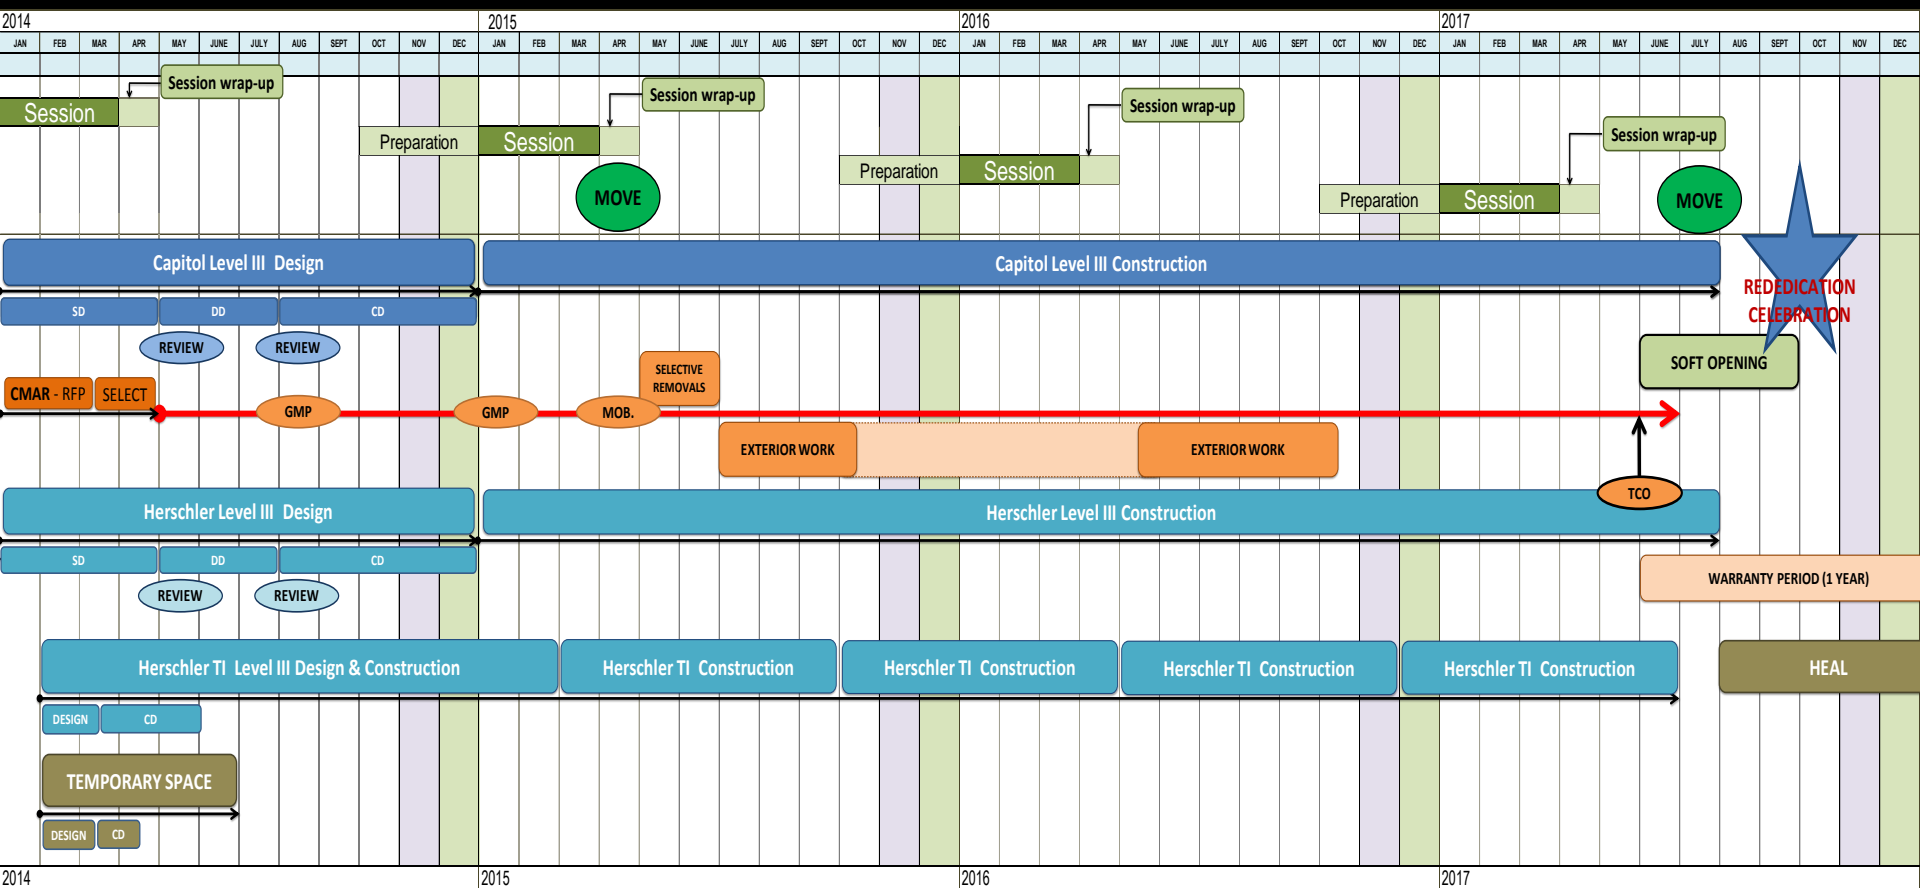 2014 2015 2016 2017
JAN FEB MAR APR MAY JUNE JULY AUG SEPT OCT NOV DEC JAN FEB MAR APR MAY JUNE JULY AUG SEPT OCT NOV DEC JAN FEB MAR APR MAY JUNE JULY AUG SEPT OCT NOV DEC JAN FEB MAR APR MAY JUNE JULY AUG SEPT OCT NOV DEC
Session wrap-up
Session wrap-up
Session wrap-up
Session wrap-up
Session
Preparation Session
Preparation Session
Preparation Session
MOVE
MOVE
Capitol Level III Design
Capitol Level III Construction
REDEDICATION
CELEBRATION
SD DD CD
REVIEW REVIEW
SOFT OPENING
SELECTIVE
REMOVALS
CMAR - RFP SELECT
GMP GMP MOB.
EXTERIOR WORK EXTERIOR WORK
TCO
Herschler Level III Design
Herschler Level III Construction
SD DD CD
REVIEW REVIEW
WARRANTY PERIOD (1 YEAR)
Herschler TI Level III Design & Construction
Herschler TI Construction
Herschler TI Construction
Herschler TI Construction
Herschler TI Construction
HEAL
DESIGN CD
TEMPORARY SPACE
DESIGN CD
2014 2015 2016 2017